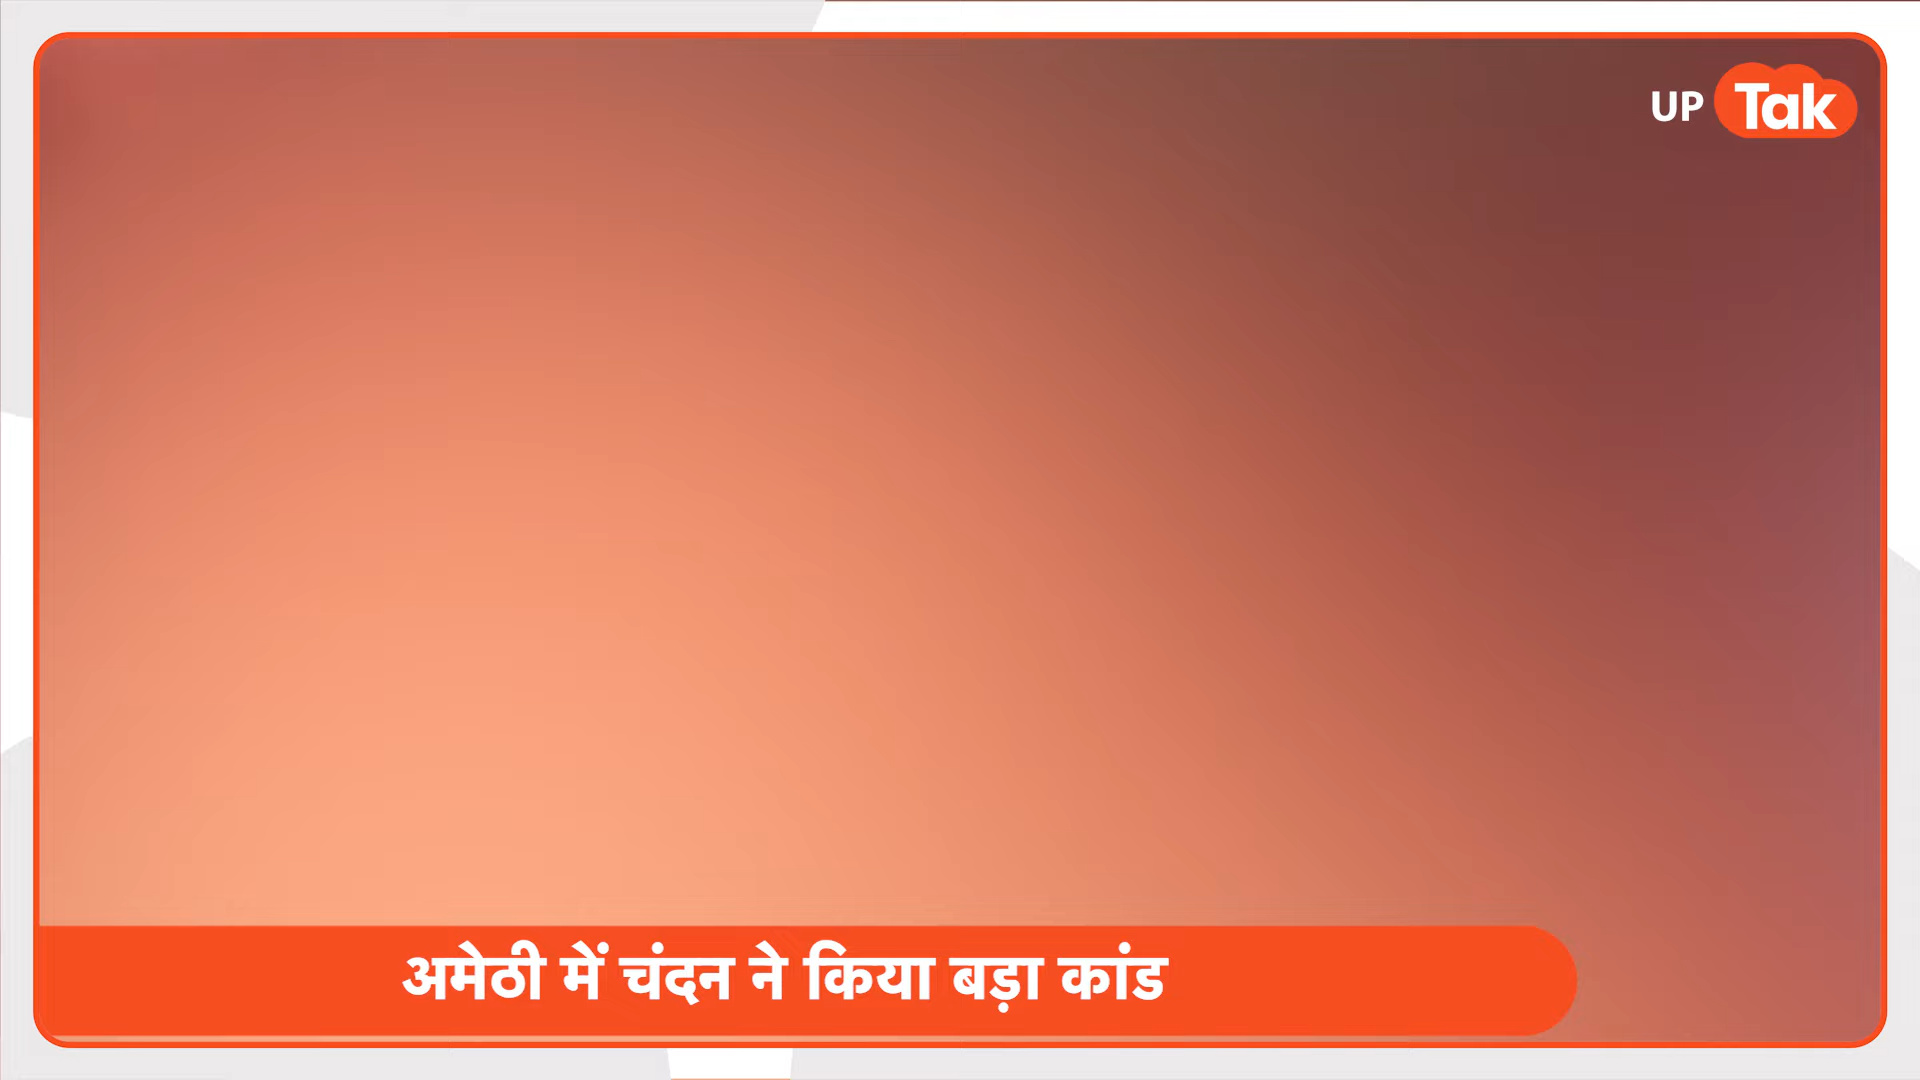 UP Tak
अमेठी में चंदन ने किया बड़ा कांड